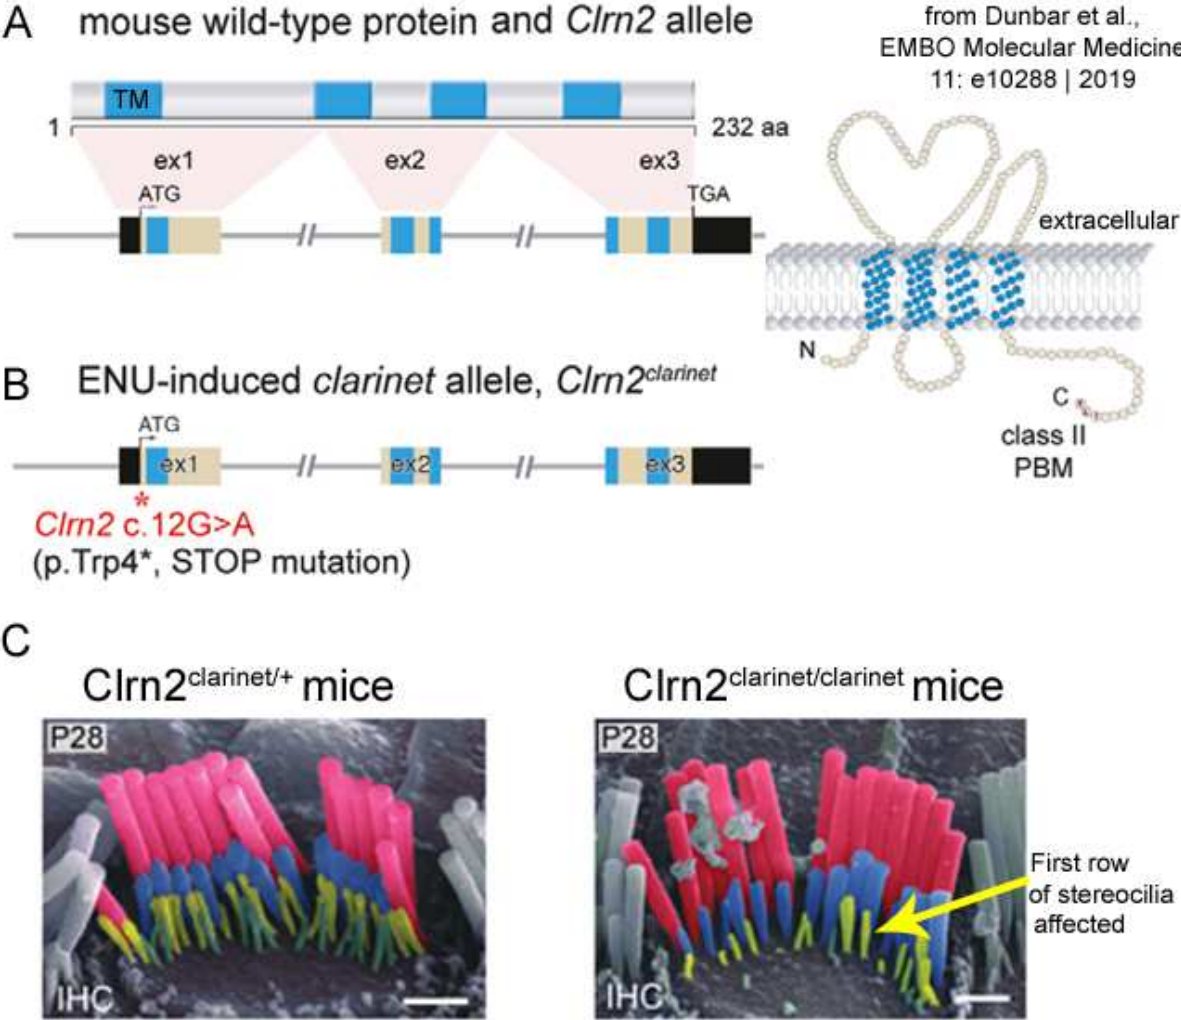 A mouse wild-type protein and Clrn2 allele
from Dunbar et al.,
EMBO Molecular Medicine
11: e10288 | 2019
TM
1
232 aa
ex1
ex2
ex3
ATG
TGA
extracellular
N
C
class II
PBM
B ENU-induced clarinet allele, Clrn2clarinet
ATG
ex1
ex2
ex3
*
Clrn2 c.12G>A
(p.Trp4*, STOP mutation)
C
Clrn2clarinet/+ mice
Clrn2clarinet/clarinet mice
P28
IHC
P28
IHC
First row
of stereocilia
affected